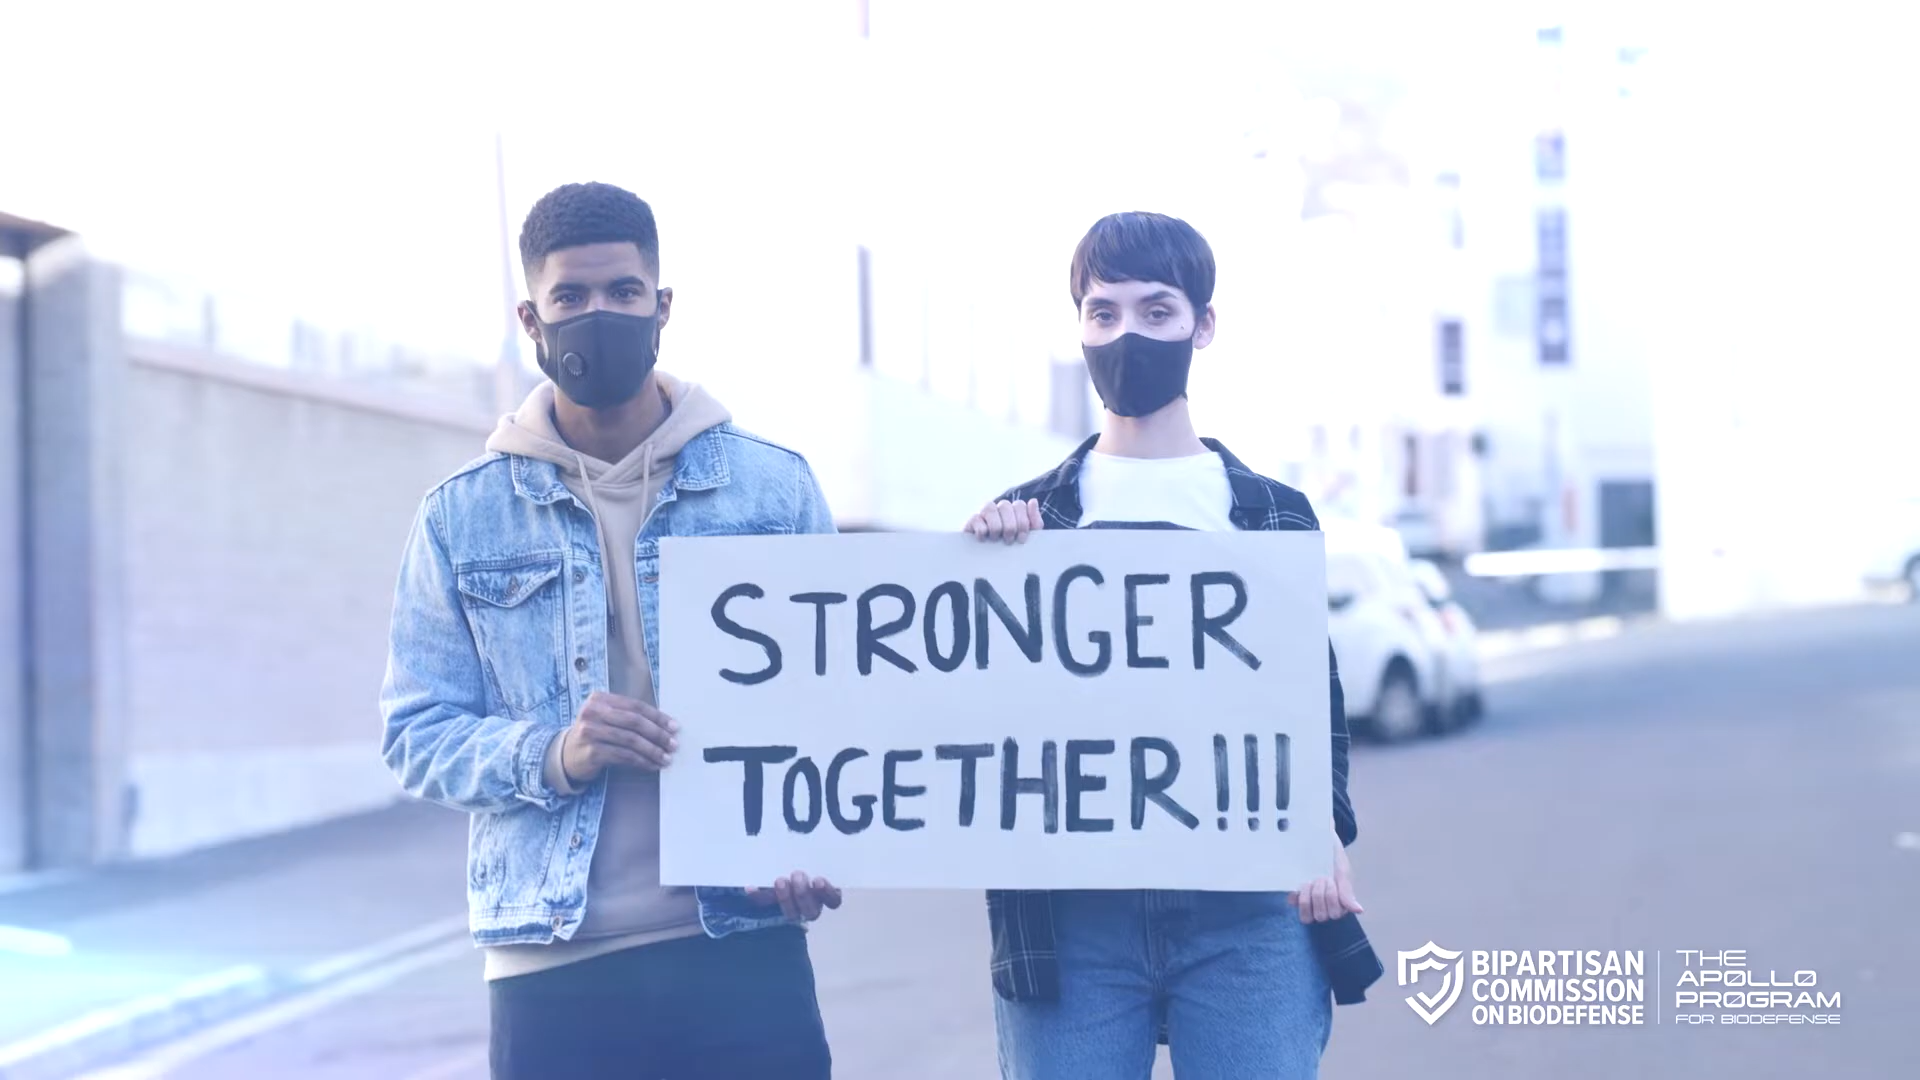 STRONGER
TOGETHER!!!
BIPARTISAN
COMMISSION
ON BIODEFENSE
THE
APOLLO
PROGRAM
FOR BIODEFENSE